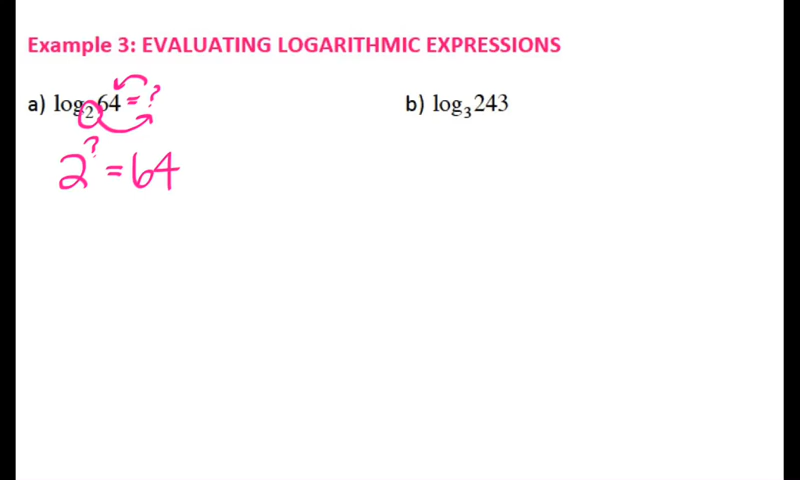 Example 3: EVALUATING LOGARITHMIC EXPRESSIONS
a) log₂64 = ?
2^? = 64
b) log₃243